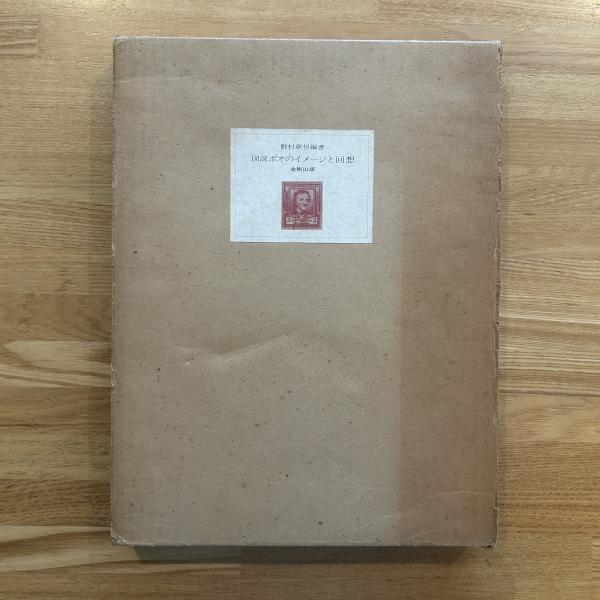 野村章恒編著
図説ポオのイメージと回想
金剛出版